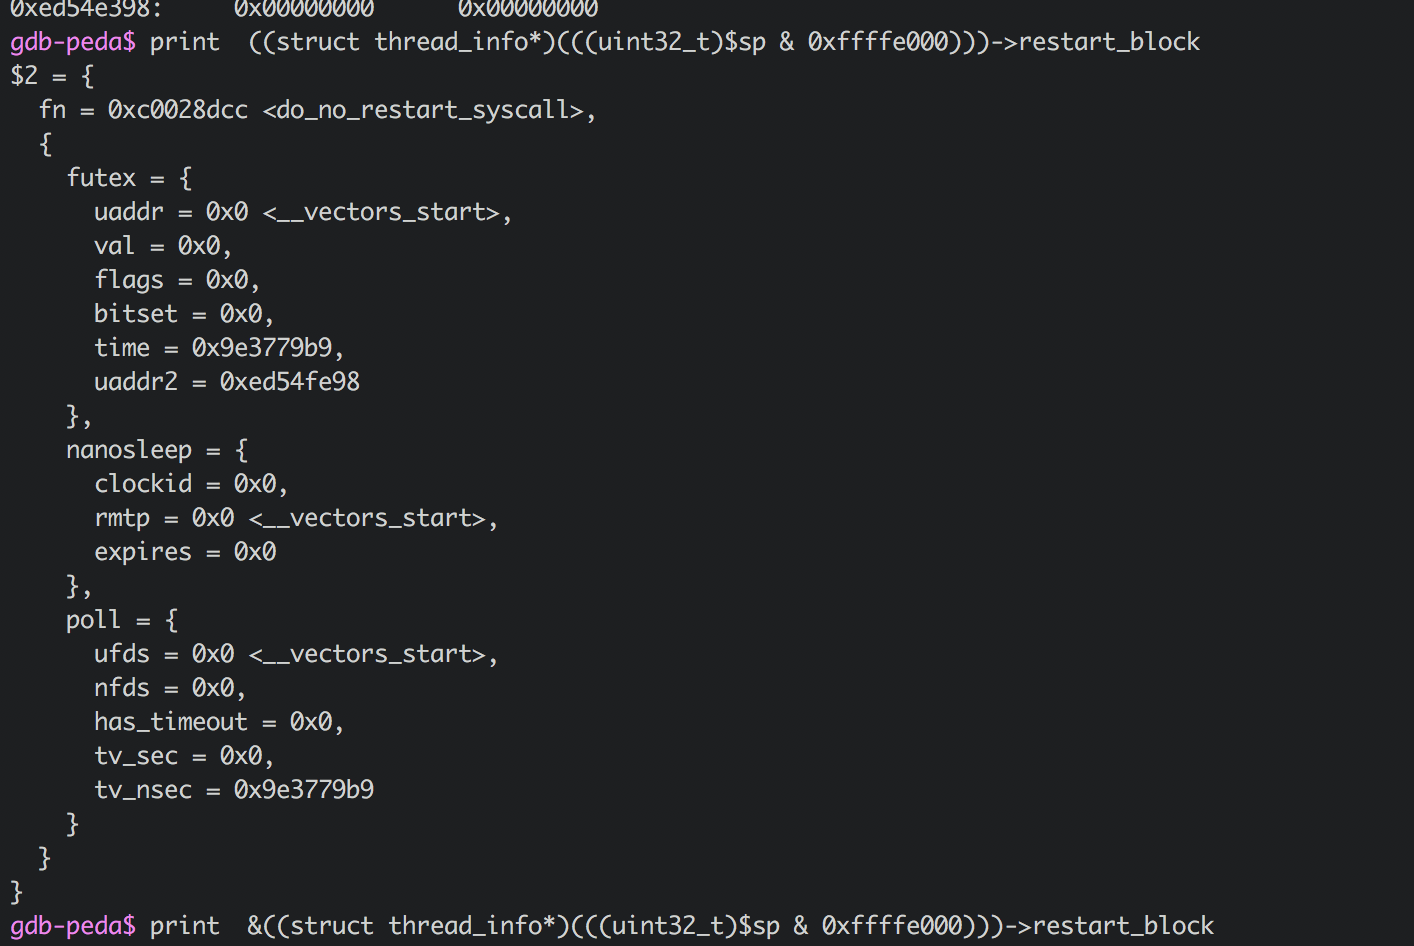 0xed54e398:     0x00000000      0x00000000
gdb-peda$ print  ((struct thread_info*)(((uint32_t)$sp & 0xffffe000)))->restart_block
$2 = {
  fn = 0xc0028dcc <do_no_restart_syscall>,
  {
    futex = {
      uaddr = 0x0 <__vectors_start>,
      val = 0x0,
      flags = 0x0,
      bitset = 0x0,
      time = 0x9e3779b9,
      uaddr2 = 0xed54fe98
    },
    nanosleep = {
      clockid = 0x0,
      rmtp = 0x0 <__vectors_start>,
      expires = 0x0
    },
    poll = {
      ufds = 0x0 <__vectors_start>,
      nfds = 0x0,
      has_timeout = 0x0,
      tv_sec = 0x0,
      tv_nsec = 0x9e3779b9
    }
  }
}
gdb-peda$ print  &((struct thread_info*)(((uint32_t)$sp & 0xffffe000)))->restart_block